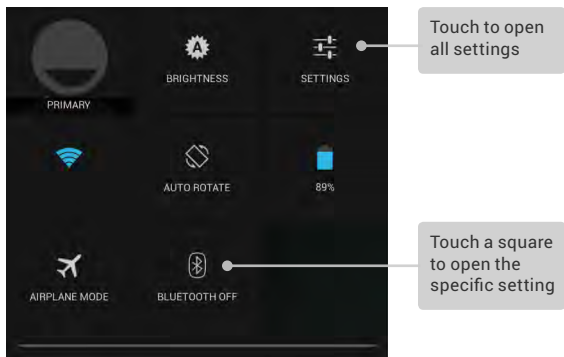 Touch to open
all settings
BRIGHTNESS
SETTINGS
PRIMARY
AUTO ROTATE
89%
Touch a square
to open the
specific setting
AIRPLANE MODE
BLUETOOTH OFF